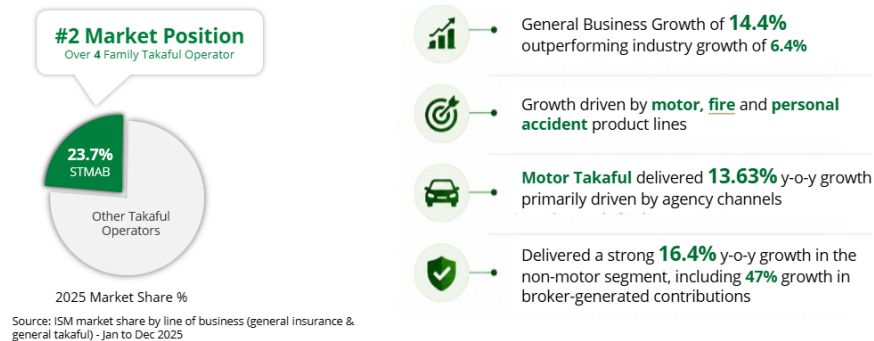 #2 Market Position
Over 4 Family Takaful Operator
23.7%
STMAB
Other Takaful
Operators
2025 Market Share %
Source: ISM market share by line of business (general insurance &
general takaful) - Jan to Dec 2025
General Business Growth of 14.4%
outperforming industry growth of 6.4%
Growth driven by motor, fire and personal
accident product lines
Motor Takaful delivered 13.63% y-o-y growth
primarily driven by agency channels
Delivered a strong 16.4% y-o-y growth in the
non-motor segment, including 47% growth in
broker-generated contributions